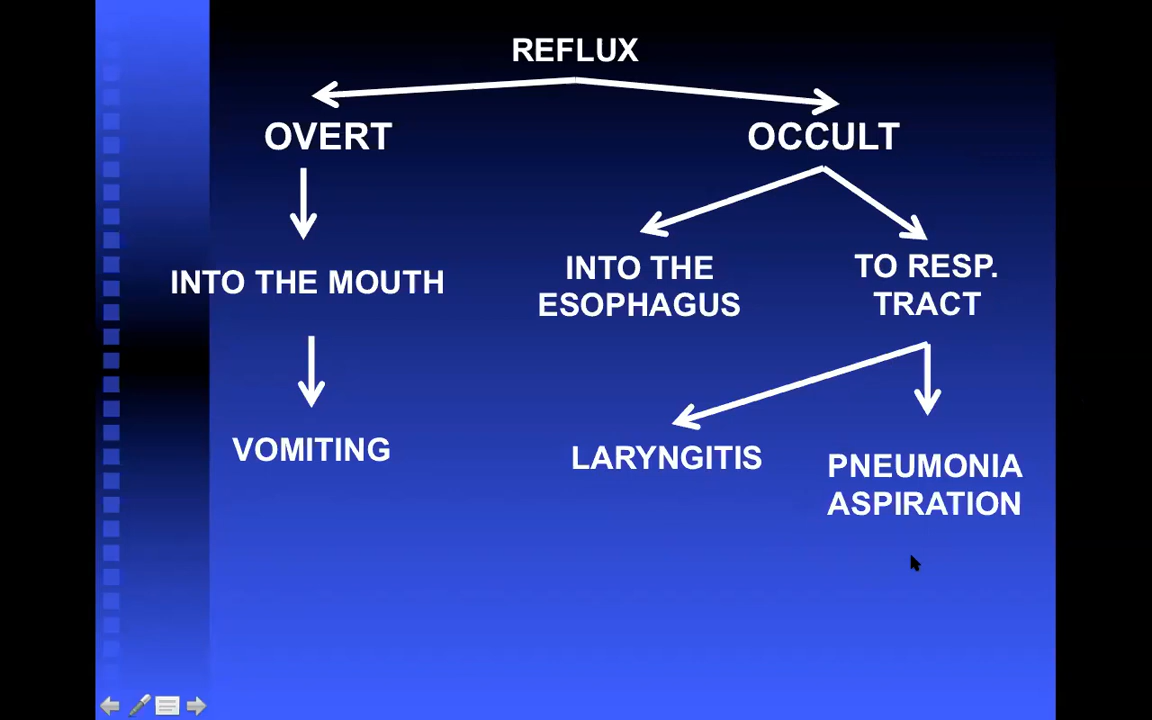 REFLUX
OVERT
OCCULT
INTO THE MOUTH
INTO THE
ESOPHAGUS
TO RESP.
TRACT
VOMITING
LARYNGITIS
PNEUMONIA
ASPIRATION